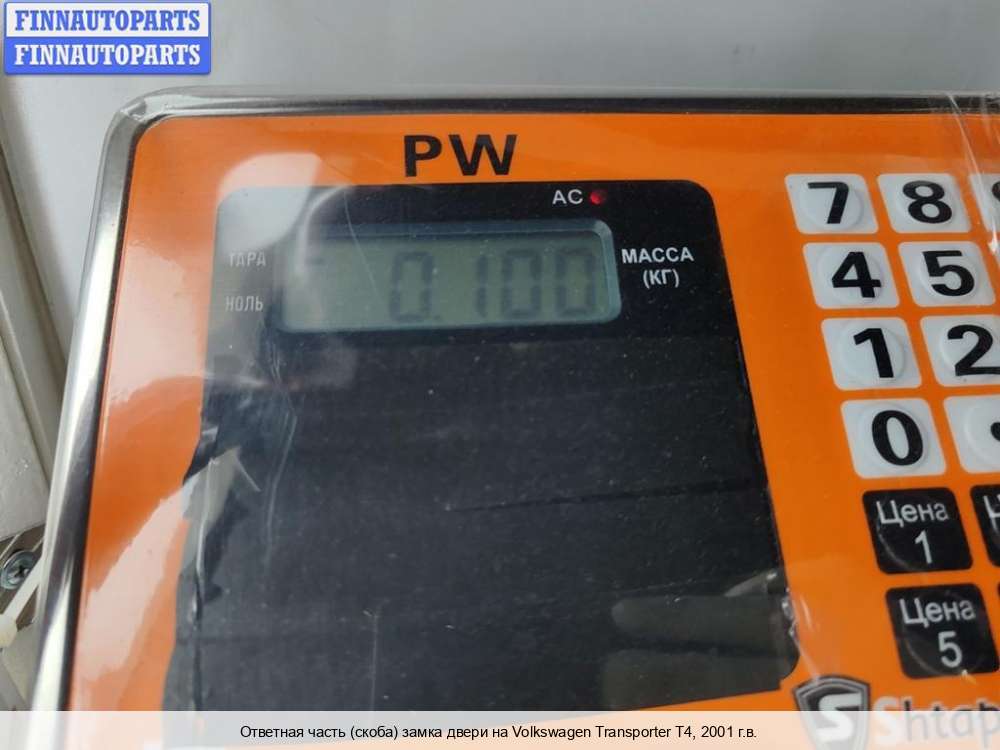 FINNAUTOPARTS
FINNAUTOPARTS
PW
AC
ТАРА
НОЛЬ
0.100
МАССА
(КГ)
7 8
4 5
1 2
0 .
Цена
1
Цена
5
S
Ответная часть (скоба) замка двери на Volkswagen Transporter T4, 2001 г.в.